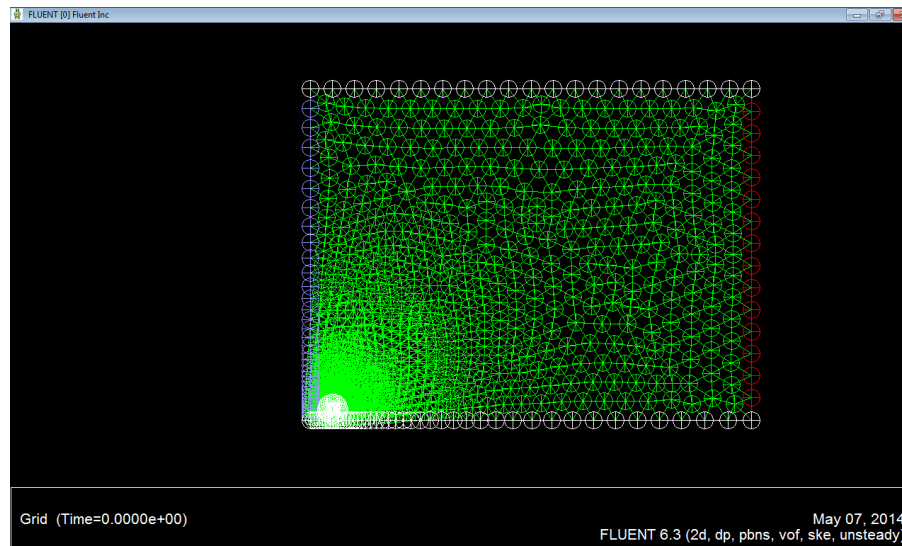 FLUENT [0] Fluent Inc
Grid (Time=0.0000e+00)
May 07, 2014
FLUENT 6.3 (2d, dp, pbns, vof, ske, unsteady)